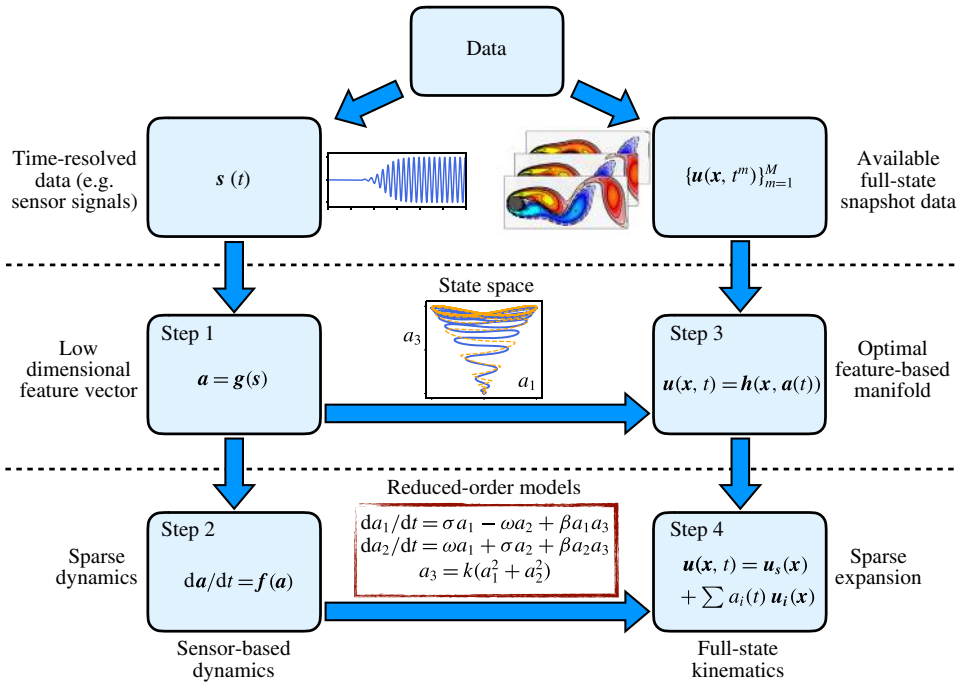 Data
Time-resolved
data (e.g.
sensor signals)
s (t)
{u(x, t^m)}_{m=1}^M
Available
full-state
snapshot data
State space
a_3
a_1
Low
dimensional
feature vector
Step 1
a = g(s)
Step 3
u(x, t) = h(x, a(t))
Optimal
feature-based
manifold
Reduced-order models
da_1/dt = σa_1 − ωa_2 + βa_1a_3
da_2/dt = ωa_1 + σa_2 + βa_2a_3
a_3 = k(a_1^2 + a_2^2)
Sparse
dynamics
Step 2
da/dt = f(a)
Step 4
u(x, t) = u_s(x)
+ ∑ a_i(t) u_i(x)
Sparse
expansion
Sensor-based
dynamics
Full-state
kinematics